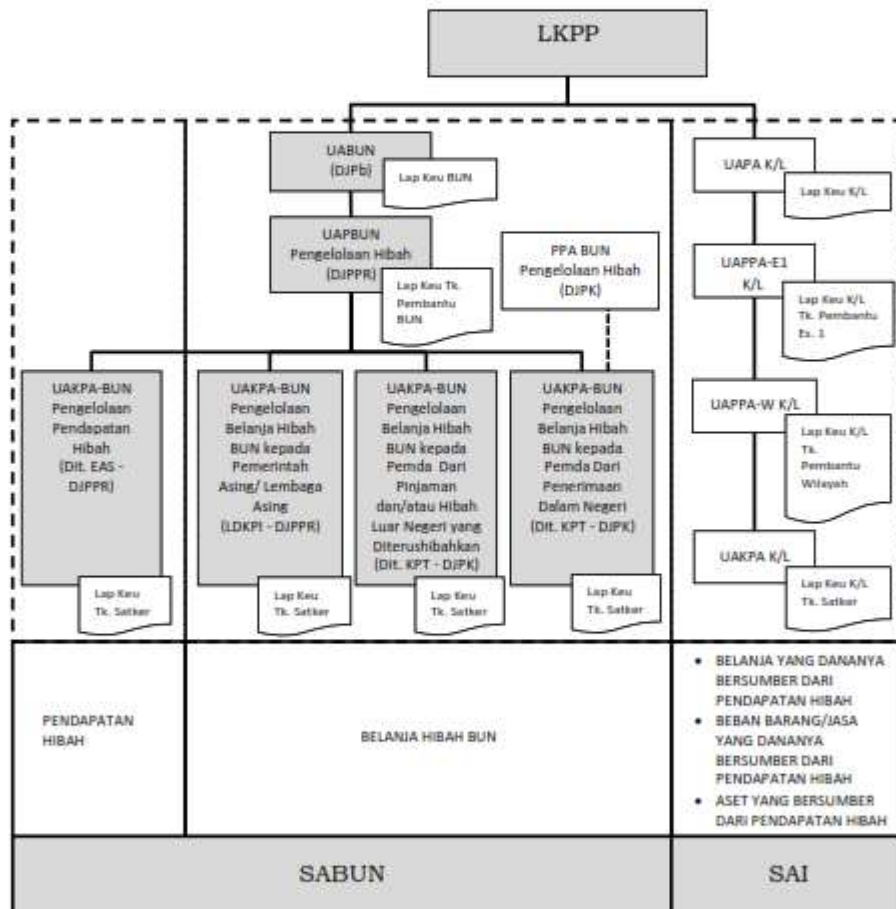 LKPP
UABUN
(DJPb)
Lap Keu BUN
UAPBUN
Pengelolaan Hibah
(DJPPR)
Lap Keu Tk.
Pembantu
BUN
PPA BUN
Pengelolaan Hibah
(DJPK)
UAPA K/L
Lap Keu K/L
UAPPA-E1
K/L
Lap Keu K/L
Tk. Pembantu
Es. 1
UAPPA-W K/L
Lap Keu K/L
Tk.
Pembantu
Wilayah
UAKPA K/L
Lap Keu K/L
Tk. Satker
UAKPA-BUN
Pengelolaan
Pendapatan
Hibah
(Dit. EAS -
DJPPR)
Lap Keu
Tk. Satker
UAKPA-BUN
Pengelolaan
Belanja Hibah
BUN kepada
Pemerintah
Asing/ Lembaga
Asing
(LDKPI - DJPPR)
Lap Keu
Tk. Satker
UAKPA-BUN
Pengelolaan
Belanja Hibah
BUN kepada
Pemda Dari
Pinjaman
dan/atau Hibah
Luar Negeri yang
Diterushibahkan
(Dit. KPT - DJPK)
Lap Keu
Tk. Satker
UAKPA-BUN
Pengelolaan
Belanja Hibah
BUN kepada
Pemda Dari
Penerimaan
Dalam Negeri
(Dit. KPT - DJPK)
Lap Keu
Tk. Satker
PENDAPATAN
HIBAH
BELANJA HIBAH BUN
• BELANJA YANG DANANYA
BERSUMBER DARI
PENDAPATAN HIBAH
• BEBAN BARANG/JASA
YANG DANANYA
BERSUMBER DARI
PENDAPATAN HIBAH
• ASET YANG BERSUMBER
DARI PENDAPATAN HIBAH
SABUN
SAI